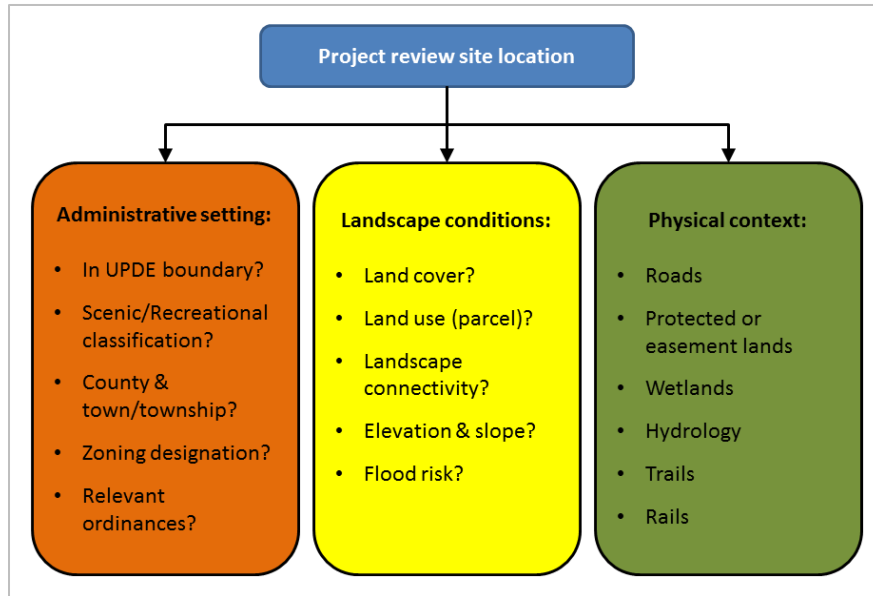 Project review site location
Administrative setting:
• In UPDE boundary?
• Scenic/Recreational
classification?
• County &
town/township?
• Zoning designation?
• Relevant
ordinances?
Landscape conditions:
• Land cover?
• Land use (parcel)?
• Landscape
connectivity?
• Elevation & slope?
• Flood risk?
Physical context:
• Roads
• Protected or
easement lands
• Wetlands
• Hydrology
• Trails
• Rails